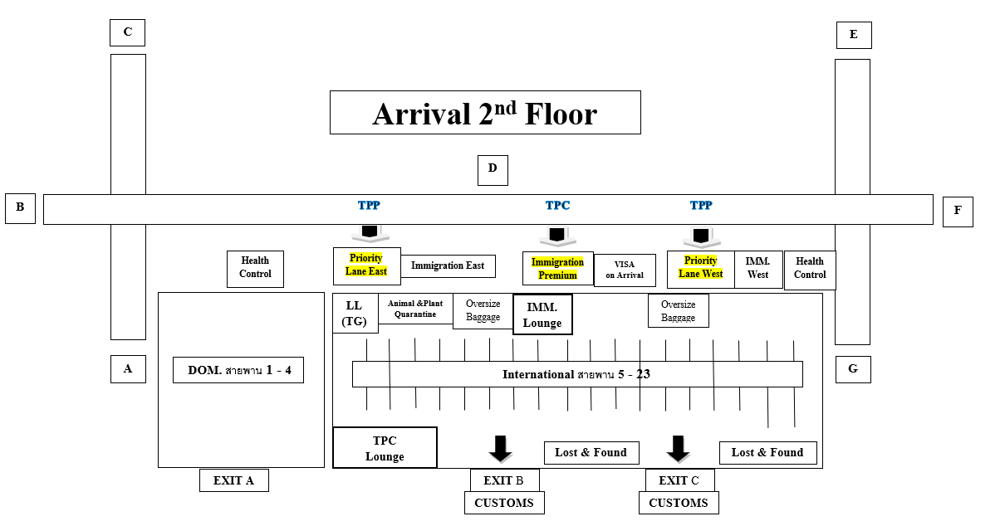 C
E
Arrival 2nd Floor
D
B
TPP
TPC
TPP
F
Health
Control
Priority
Lane East
Immigration East
Immigration
Premium
VISA
on Arrival
Priority
Lane West
IMM.
West
Health
Control
LL
(TG)
Animal &Plant
Quarantine
Oversize
Baggage
IMM.
Lounge
Oversize
Baggage
A
DOM. สายพาน 1 - 4
International สายพาน 5 - 23
G
TPC
Lounge
Lost & Found
Lost & Found
EXIT A
EXIT B
EXIT C
CUSTOMS
CUSTOMS